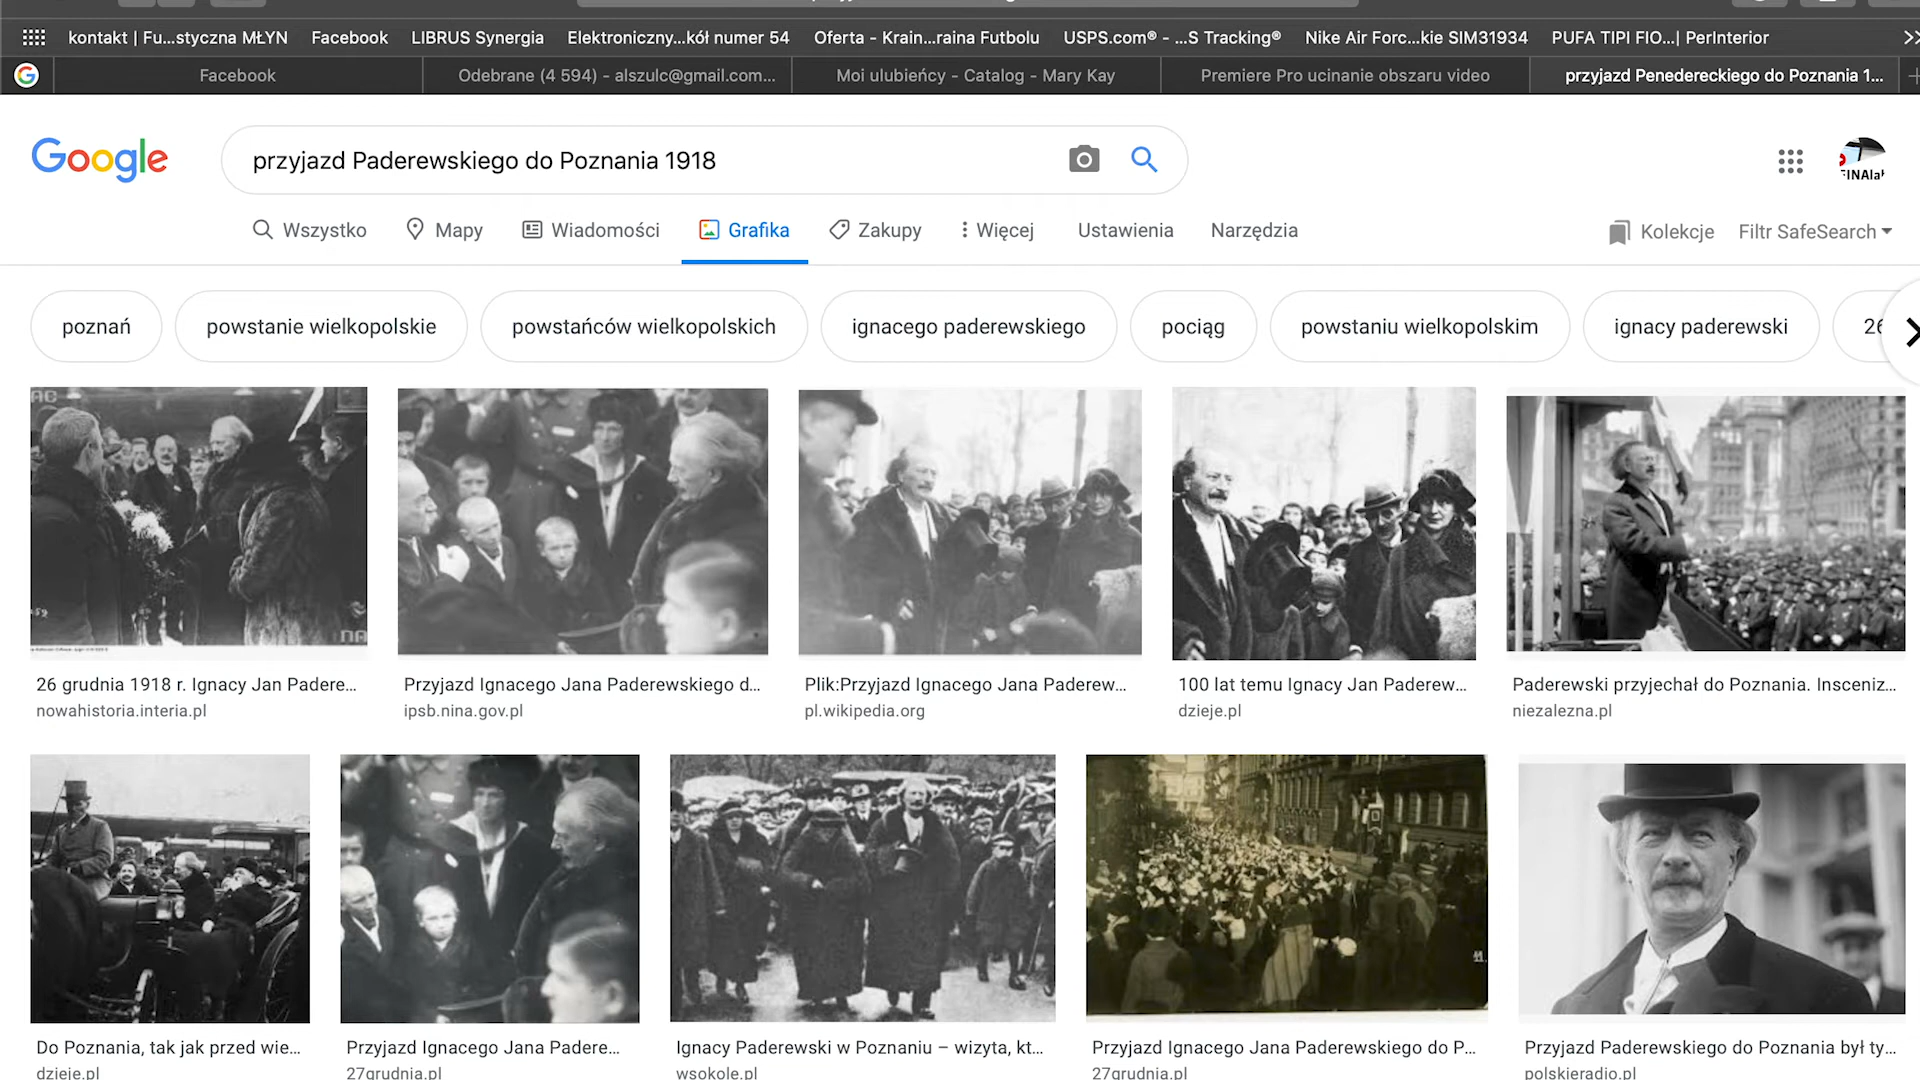 kontakt | Fu...styczna MŁYN Facebook LIBRUS Synergia Elektroniczny...kół numer 54 Oferta - Krain...raina Futbolu USPS.com® - ...S Tracking® Nike Air Forc...kie SIM31934 PUFA TIPI FIO...| PerInterior
Facebook Odebrane (4 594) - alszulc@gmail.com... Moi ulubieńcy - Catalog - Mary Kay Premiere Pro ucinanie obszaru video przyjazd Penedereckiego do Poznania 1...
Google przyjazd Paderewskiego do Poznania 1918
Wszystko Mapy Wiadomości Grafika Zakupy Więcej Ustawienia Narzędzia Kolekcje Filtr SafeSearch
poznań powstanie wielkopolskie powstańców wielkopolskich ignacego paderewskiego pociąg powstaniu wielkopolskim ignacy paderewski 26
26 grudnia 1918 r. Ignacy Jan Padere... Przyjazd Ignacego Jana Paderewskiego d... Plik:Przyjazd Ignacego Jana Paderew... 100 lat temu Ignacy Jan Paderew... Paderewski przyjechał do Poznania. Insceniz...
nowahistoria.interia.pl ipsb.nina.gov.pl pl.wikipedia.org dzieje.pl niezalezna.pl
Do Poznania, tak jak przed wie... Przyjazd Ignacego Jana Padere... Ignacy Paderewski w Poznaniu – wizyta, kt... Przyjazd Ignacego Jana Paderewskiego do P... Przyjazd Paderewskiego do Poznania był ty...
dzieje.pl 27grudnia.pl wsokole.pl 27grudnia.pl polskieradio.pl